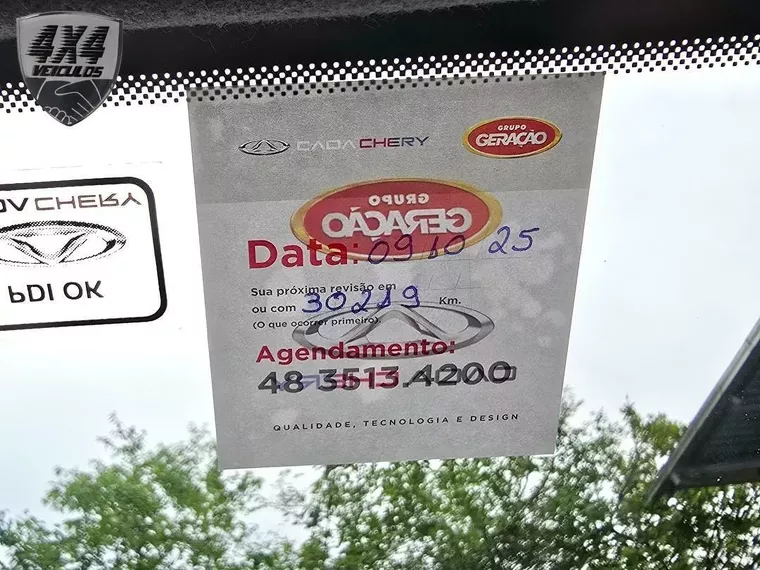 4X4
VEÍCULOS
CAOA CHERY
GRUPO
GERAÇÃO
GRUPO
GERAÇÃO
Data: 09 10 25
Sua próxima revisão em
ou com 30219 Km.
(O que ocorrer primeiro).
Agendamento:
48 3513.4200
QUALIDADE, TECNOLOGIA E DESIGN
CHERY
PDI OK